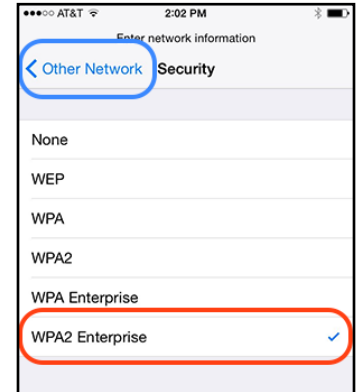 AT&T 2:02 PM
Enter network information
Other Network Security
None
WEP
WPA
WPA2
WPA Enterprise
WPA2 Enterprise